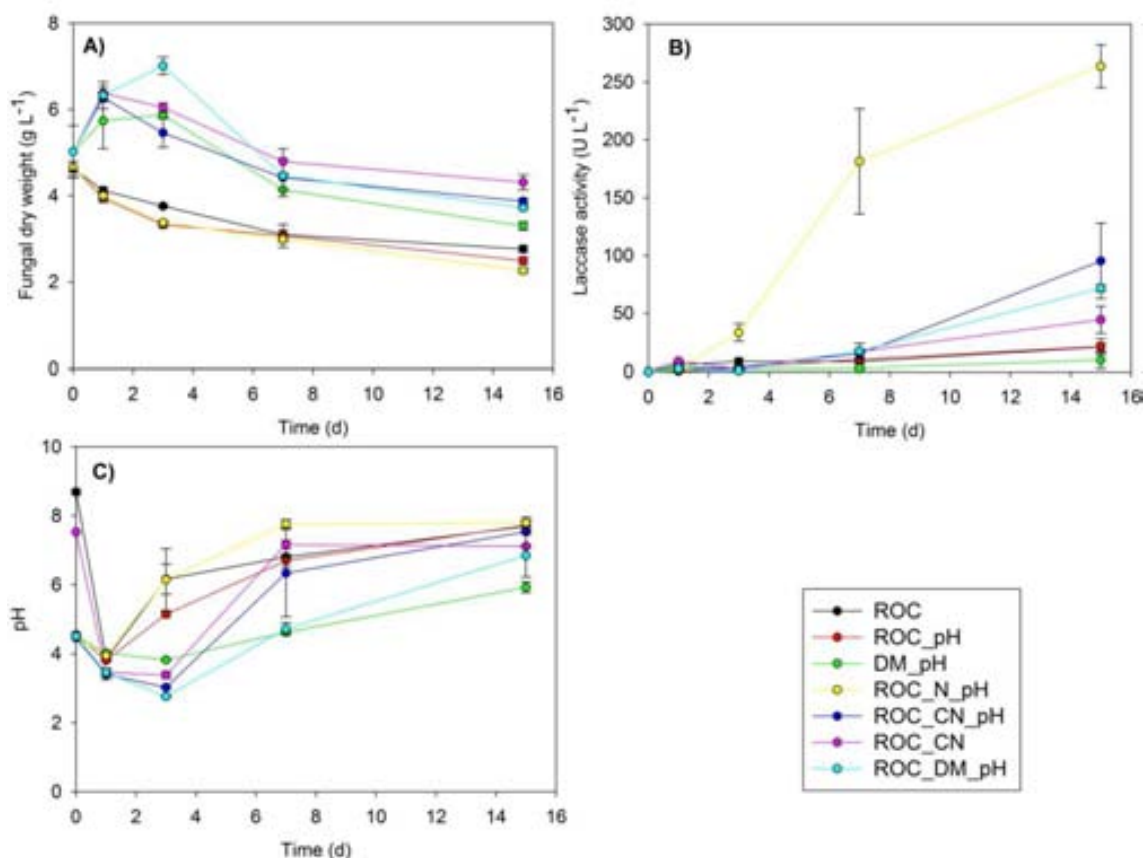 A)
Fungal dry weight (g L⁻¹)
8
6
4
2
0
0 2 4 6 8 10 12 14 16
Time (d)
B)
Laccase activity (U L⁻¹)
300
250
200
150
100
50
0
0 2 4 6 8 10 12 14 16
Time (d)
C)
pH
10
8
6
4
2
0
0 2 4 6 8 10 12 14 16
Time (d)
ROC
ROC_pH
DM_pH
ROC_N_pH
ROC_CN_pH
ROC_CN
ROC_DM_pH